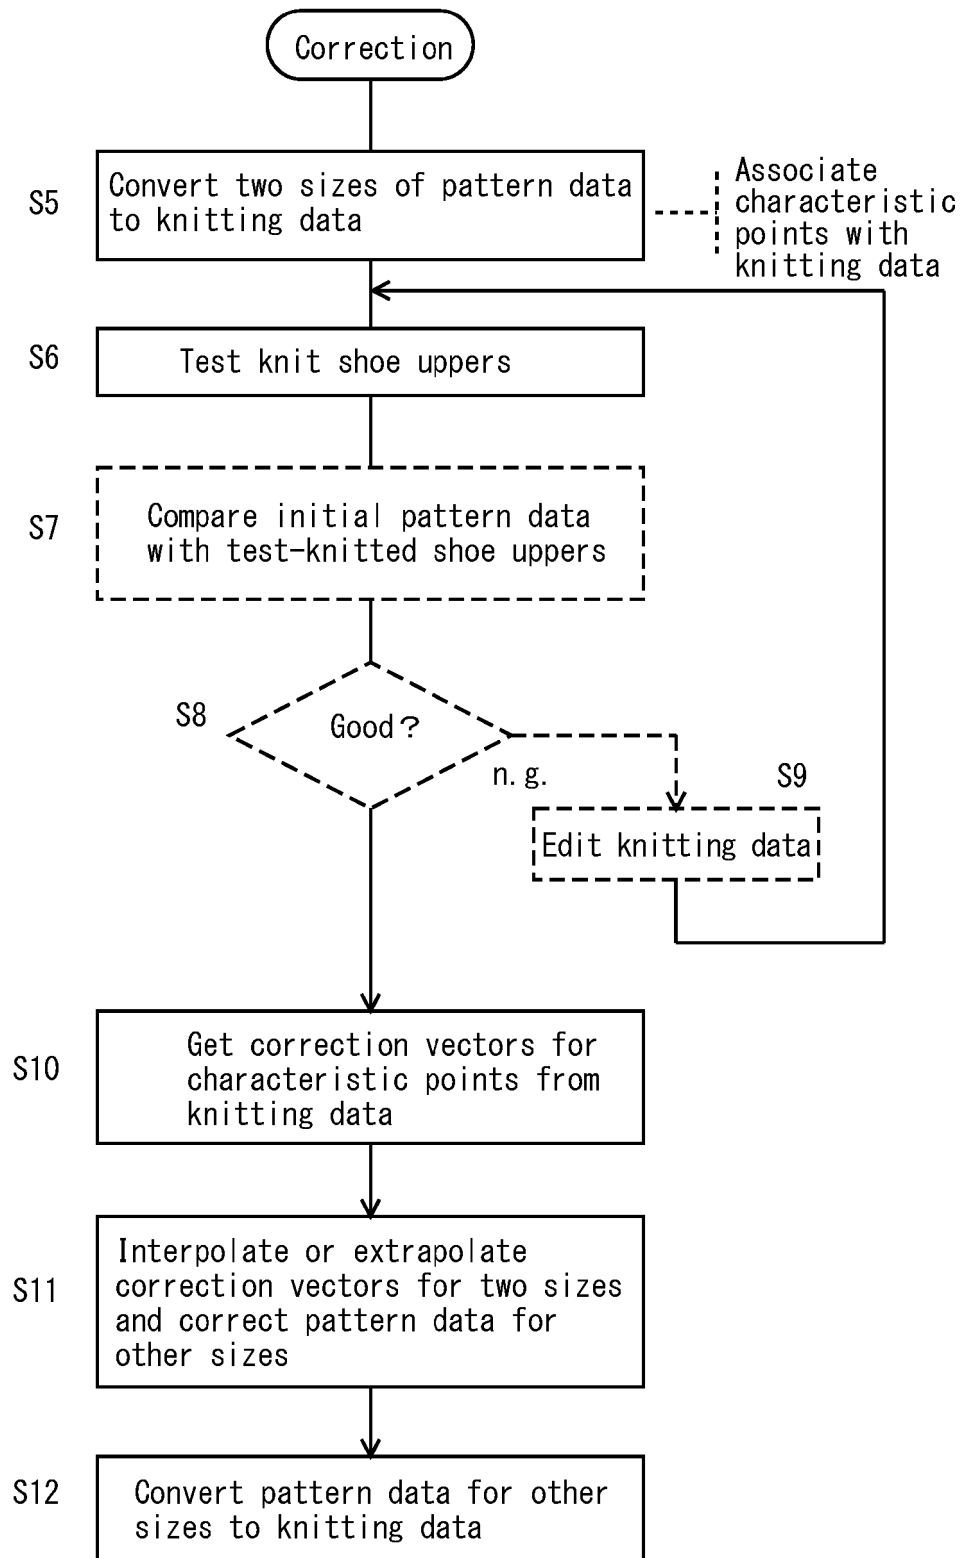 Correction
S5
Convert two sizes of pattern data
to knitting data
Associate
characteristic
points with
knitting data
S6
Test knit shoe uppers
S7
Compare initial pattern data
with test-knitted shoe uppers
S8
Good?
n.g.
S9
Edit knitting data
S10
Get correction vectors for
characteristic points from
knitting data
S11
Interpolate or extrapolate
correction vectors for two sizes
and correct pattern data for
other sizes
S12
Convert pattern data for other
sizes to knitting data